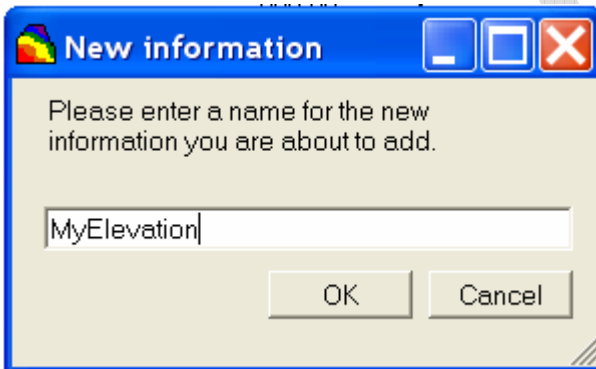 New information
Please enter a name for the new
information you are about to add.
MyElevation
OK Cancel